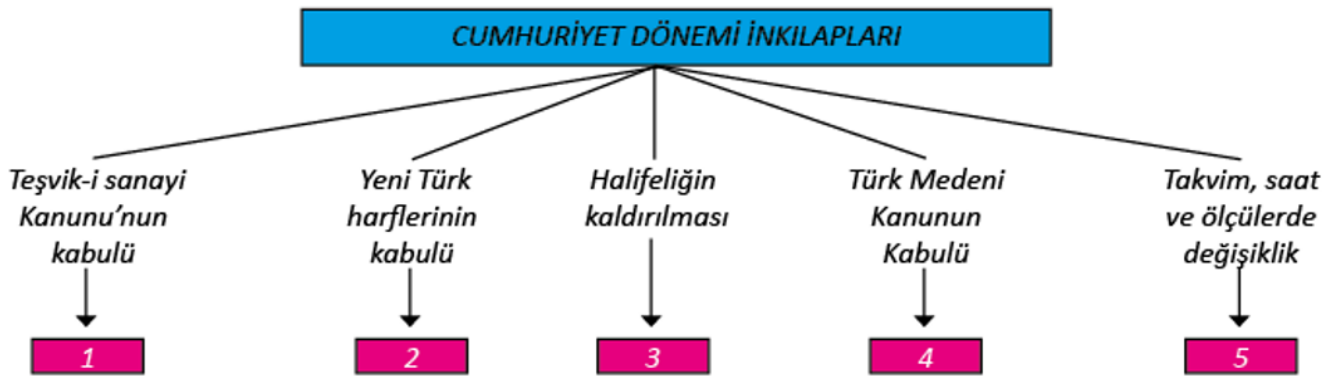 CUMHURİYET DÖNEMİ İNKILAPLARI
Teşvik-i sanayi
Kanunu'nun
kabulü
Yeni Türk
harflerinin
kabulü
Halifeliğin
kaldırılması
Türk Medeni
Kanunun
Kabulü
Takvim, saat
ve ölçülerde
değişiklik
1
2
3
4
5